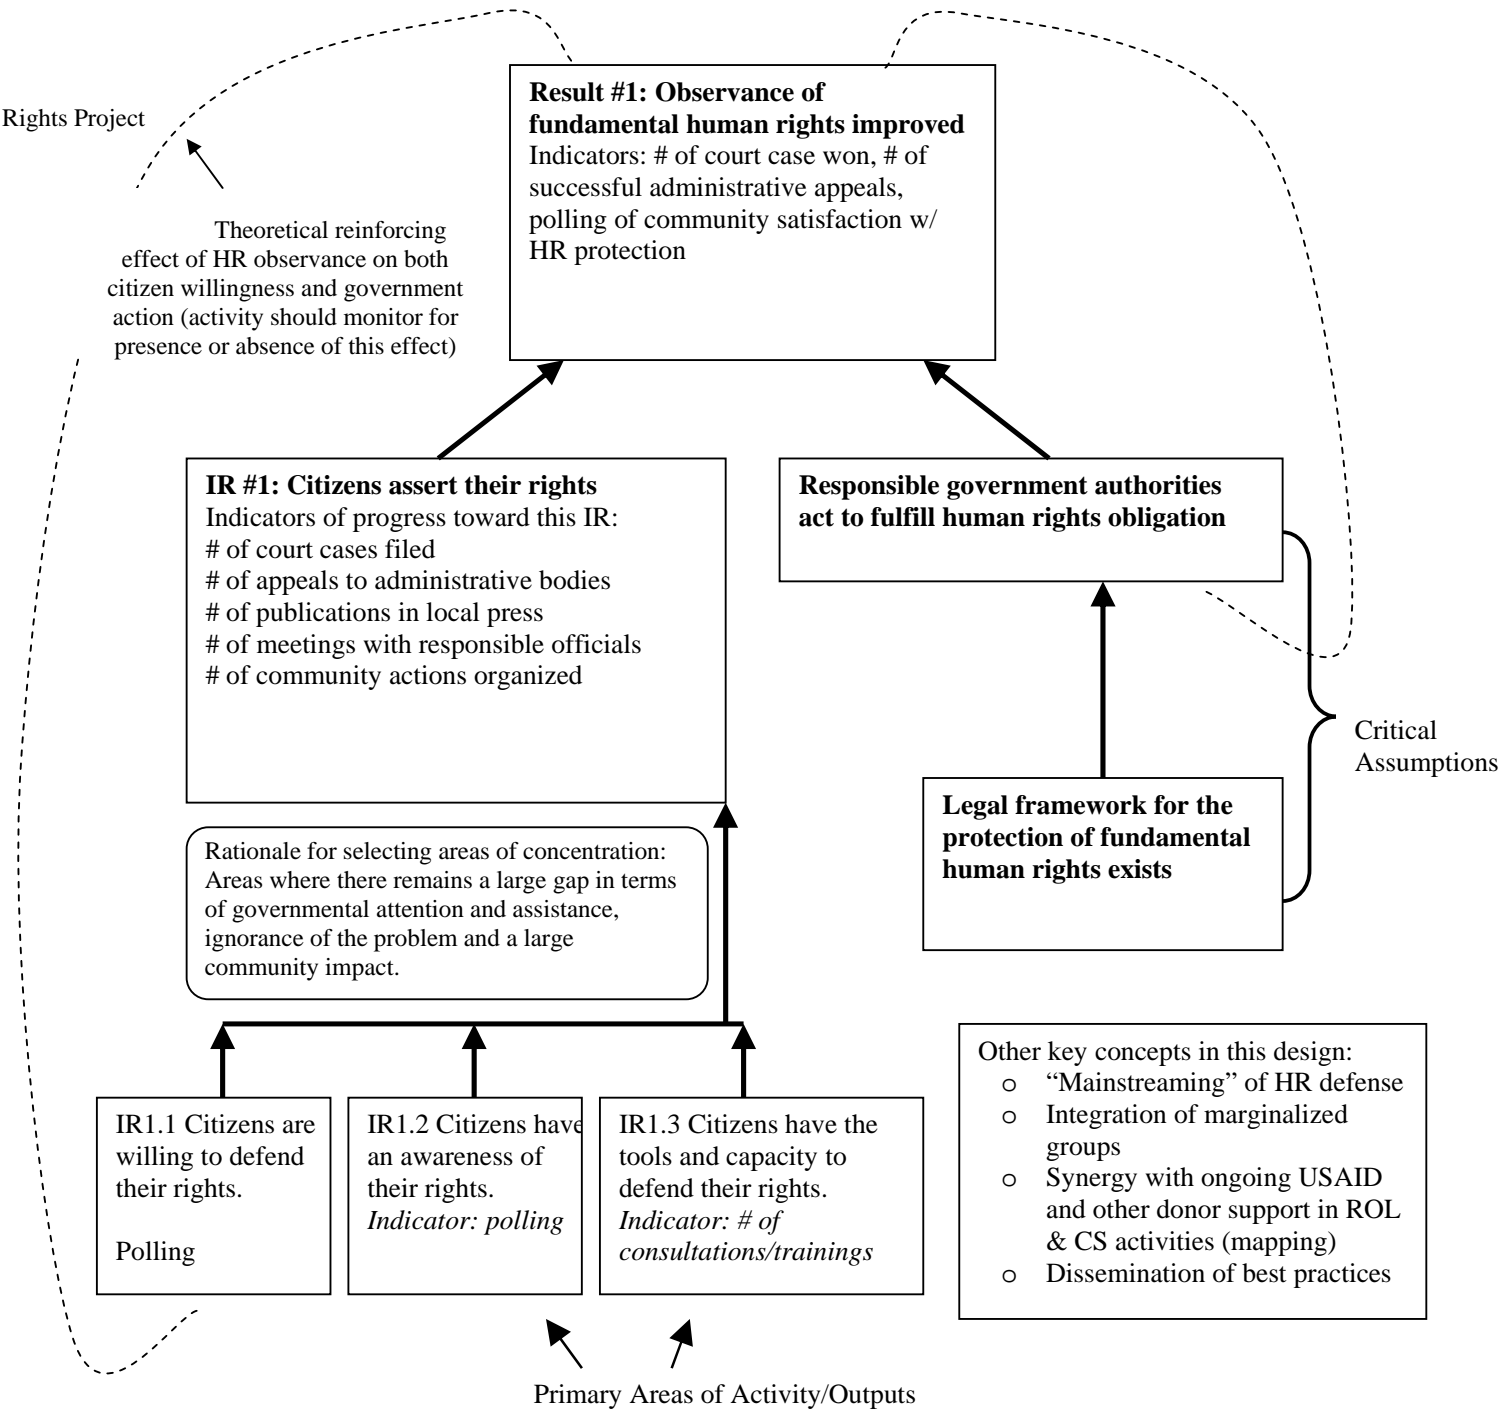 Rights Project
Result #1: Observance of
fundamental human rights improved
Indicators: # of court case won, # of
successful administrative appeals,
polling of community satisfaction w/
HR protection
Theoretical reinforcing
effect of HR observance on both
citizen willingness and government
action (activity should monitor for
presence or absence of this effect)
IR #1: Citizens assert their rights
Indicators of progress toward this IR:
# of court cases filed
# of appeals to administrative bodies
# of publications in local press
# of meetings with responsible officials
# of community actions organized
Responsible government authorities
act to fulfill human rights obligation
Critical
Assumptions
Legal framework for the
protection of fundamental
human rights exists
Rationale for selecting areas of concentration:
Areas where there remains a large gap in terms
of governmental attention and assistance,
ignorance of the problem and a large
community impact.
IR1.1 Citizens are
willing to defend
their rights.
Polling
IR1.2 Citizens have
an awareness of
their rights.
Indicator: polling
IR1.3 Citizens have the
tools and capacity to
defend their rights.
Indicator: # of
consultations/trainings
Other key concepts in this design:
o “Mainstreaming” of HR defense
o Integration of marginalized
groups
o Synergy with ongoing USAID
and other donor support in ROL
& CS activities (mapping)
o Dissemination of best practices
Primary Areas of Activity/Outputs